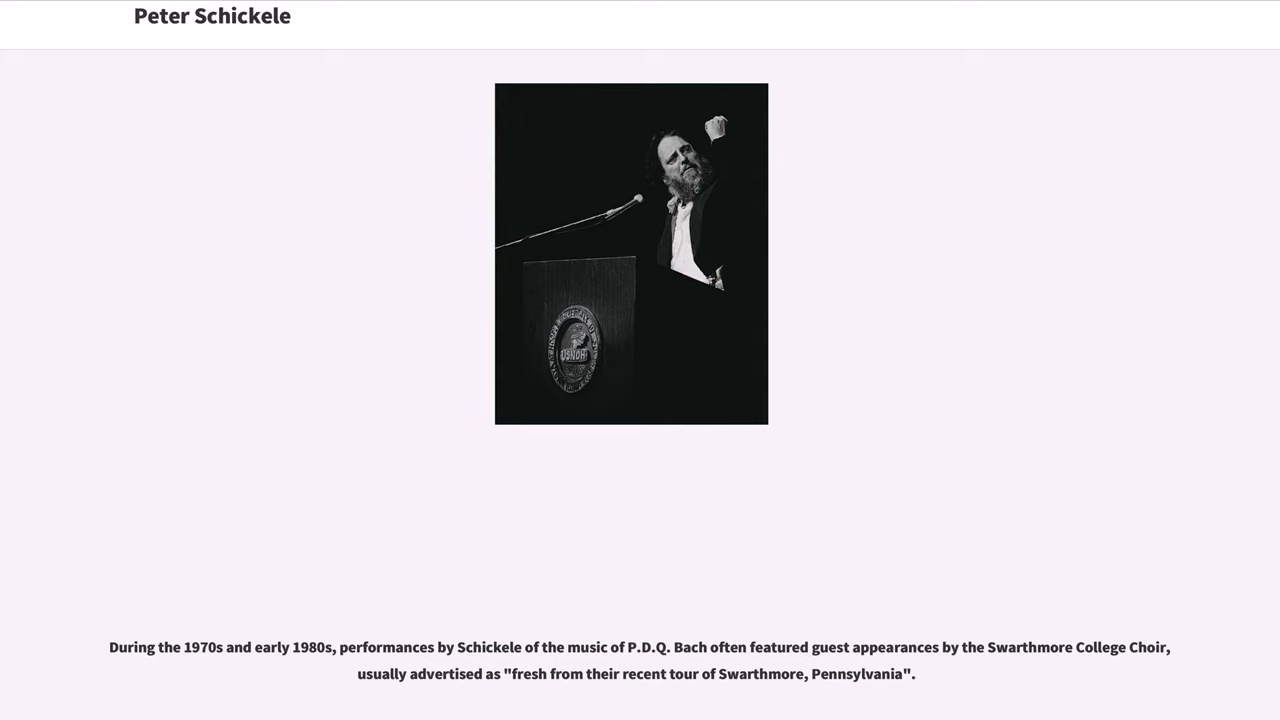 Peter Schickele
USNDH
During the 1970s and early 1980s, performances by Schickele of the music of P.D.Q. Bach often featured guest appearances by the Swarthmore College Choir,
usually advertised as "fresh from their recent tour of Swarthmore, Pennsylvania".